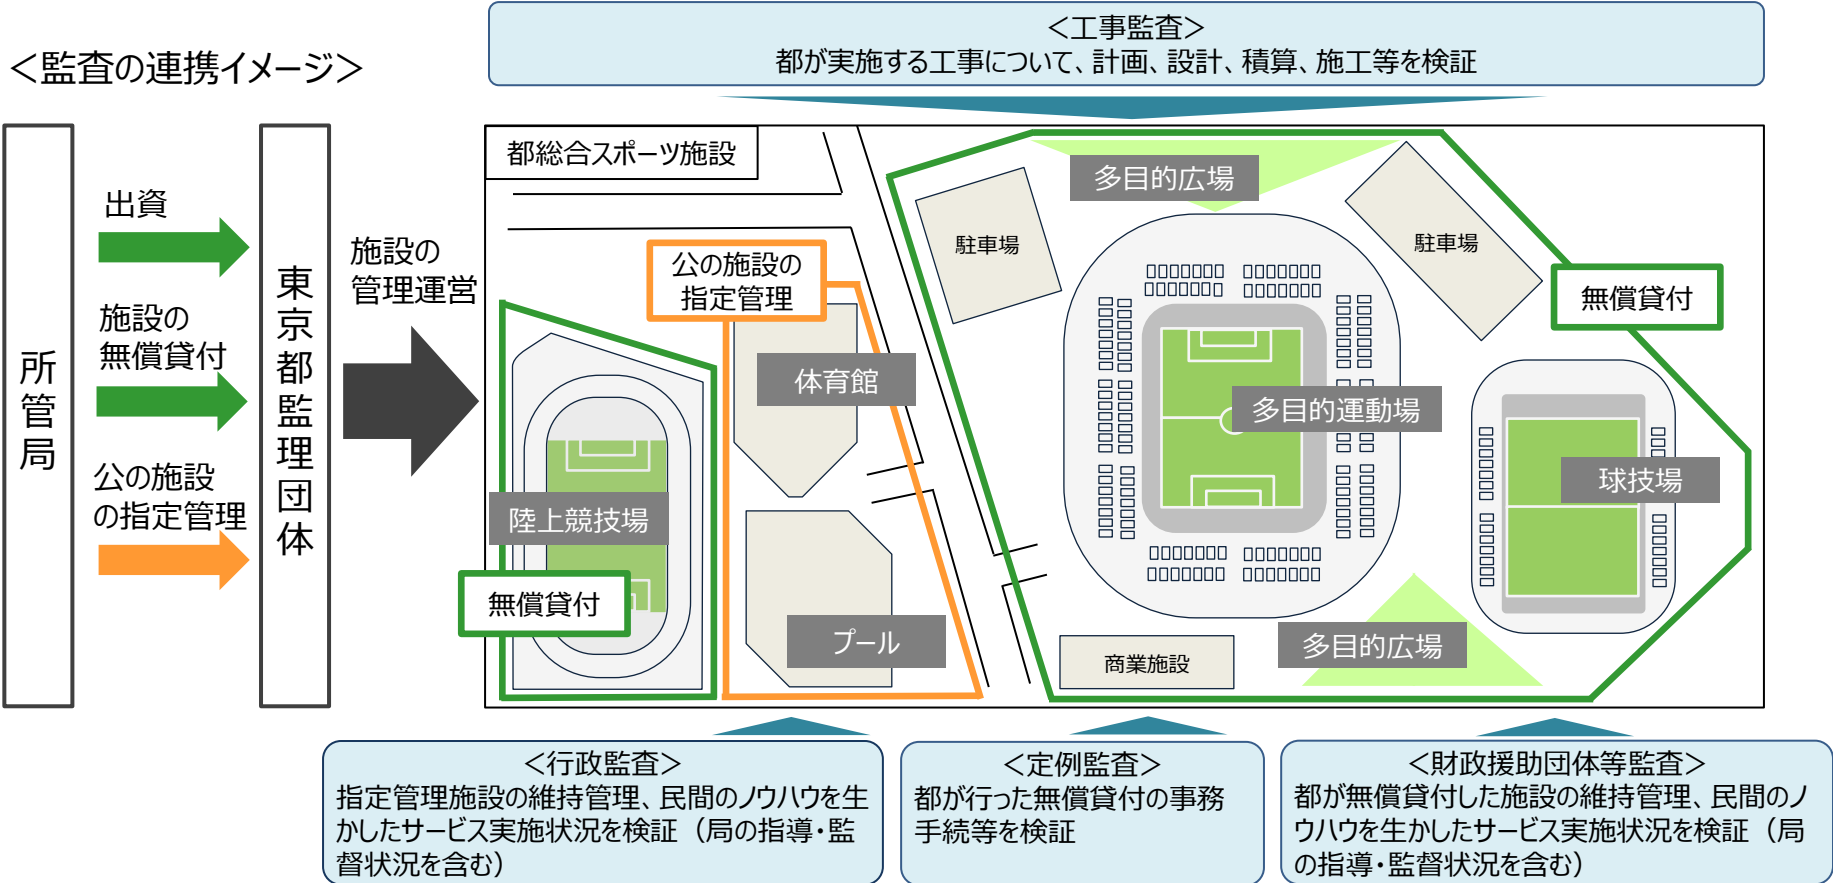 ＜工事監査＞
都が実施する工事について、計画、設計、積算、施工等を検証
＜監査の連携イメージ＞
所管局
出資
施設の
無償貸付
公の施設
の指定管理
東京都監理団体
施設の
管理運営
都総合スポーツ施設
多目的広場
駐車場
駐車場
公の施設の
指定管理
無償貸付
体育館
多目的運動場
球技場
陸上競技場
無償貸付
プール
多目的広場
商業施設
＜行政監査＞
指定管理施設の維持管理、民間のノウハウを生
かしたサービス実施状況を検証（局の指導・監
督状況を含む）
＜定例監査＞
都が行った無償貸付の事務
手続等を検証
＜財政援助団体等監査＞
都が無償貸付した施設の維持管理、民間のノ
ウハウを生かしたサービス実施状況を検証（局
の指導・監督状況を含む）